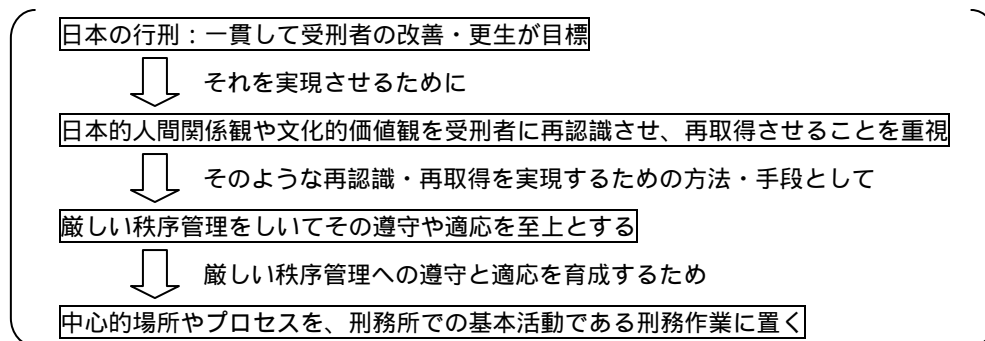 日本の行刑：一貫して受刑者の改善・更生が目標
それを実現させるために
日本的人間関係観や文化的価値観を受刑者に再認識させ、再取得させることを重視
そのような再認識・再取得を実現するための方法・手段として
厳しい秩序管理をしいてその遵守や適応を至上とする
厳しい秩序管理への遵守と適応を育成するため
中心的場所やプロセスを、刑務所での基本活動である刑務作業に置く